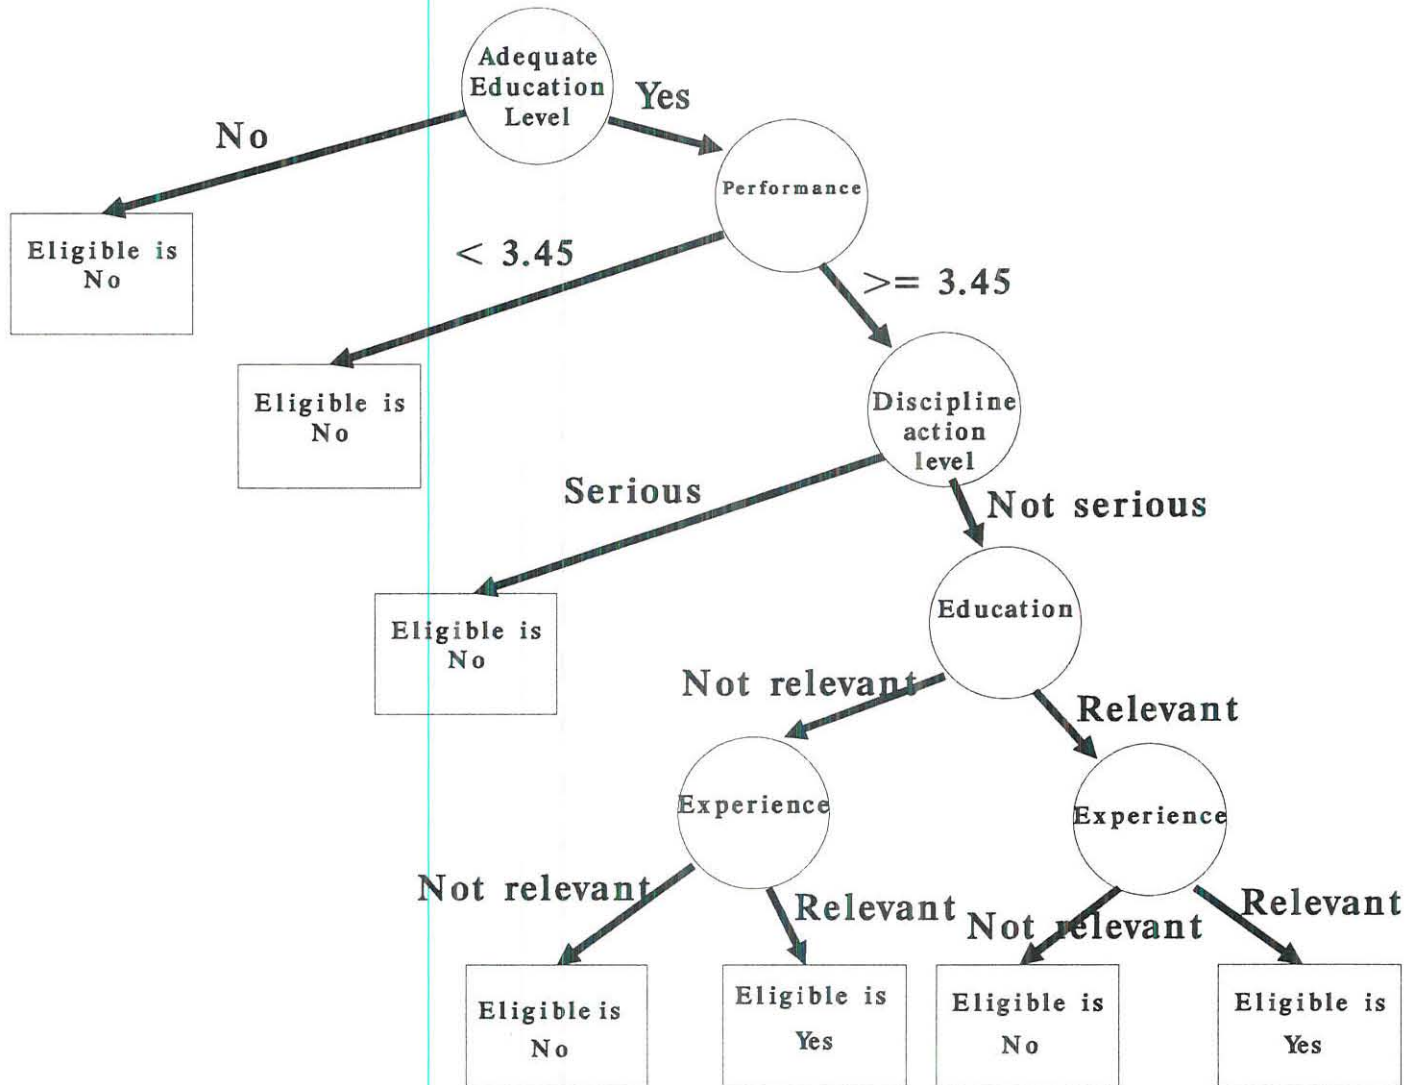 Adequate
Education
Level
Yes
No
Performance
Eligible is
No
< 3.45
>= 3.45
Eligible is
No
Discipline
action
level
Serious
Not serious
Eligible is
No
Education
Not relevant
Relevant
Experience
Experience
Not relevant
Relevant
Not relevant
Relevant
Eligible is
No
Eligible is
Yes
Eligible is
No
Eligible is
Yes